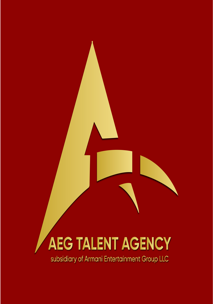 AEG TALENT AGENCY
subsidiary of Armani Entertainment Group LLC